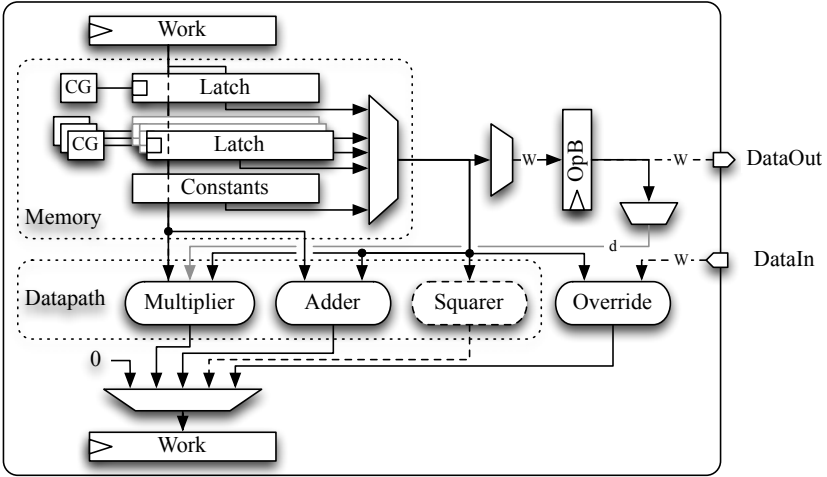 Work
CG
Latch
CG
Latch
Constants
Memory
W
OpB
W
DataOut
d
W
DataIn
Datapath
Multiplier
Adder
Squarer
Override
0
Work